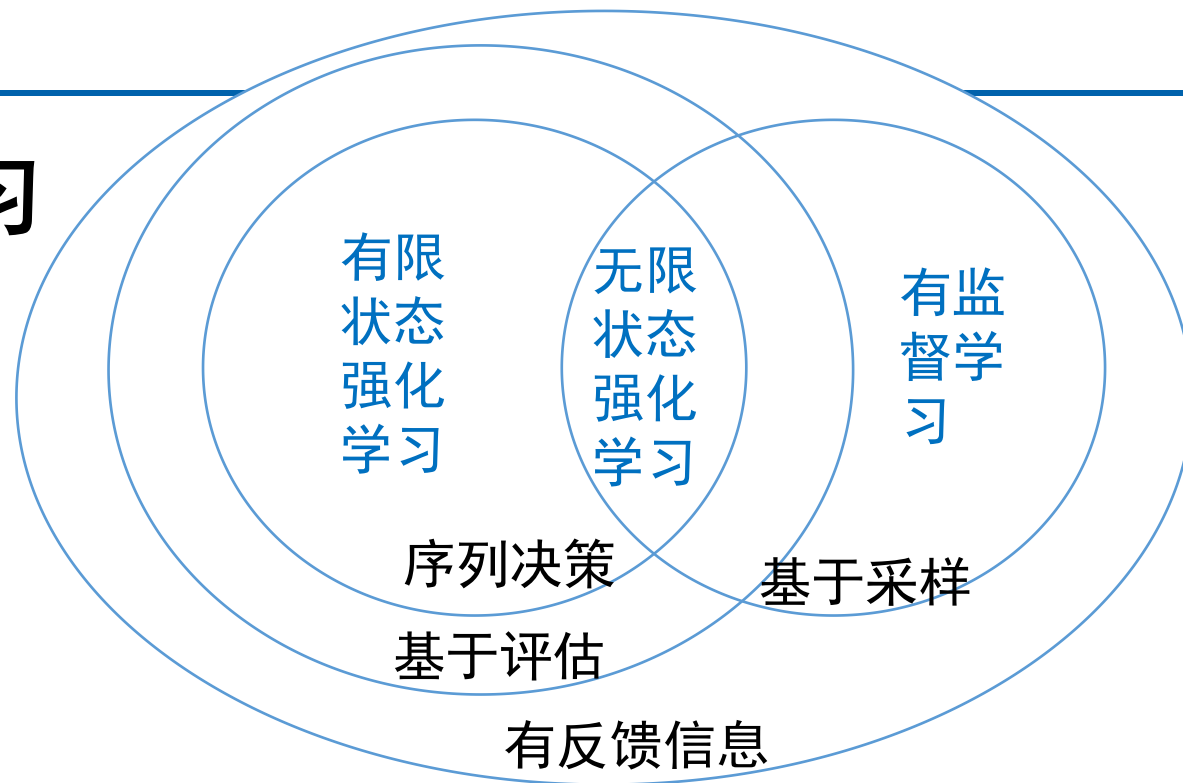 习
有限
状态
强化
学习
无限
状态
强化
学习
有监
督学
习
序列决策
基于采样
基于评估
有反馈信息